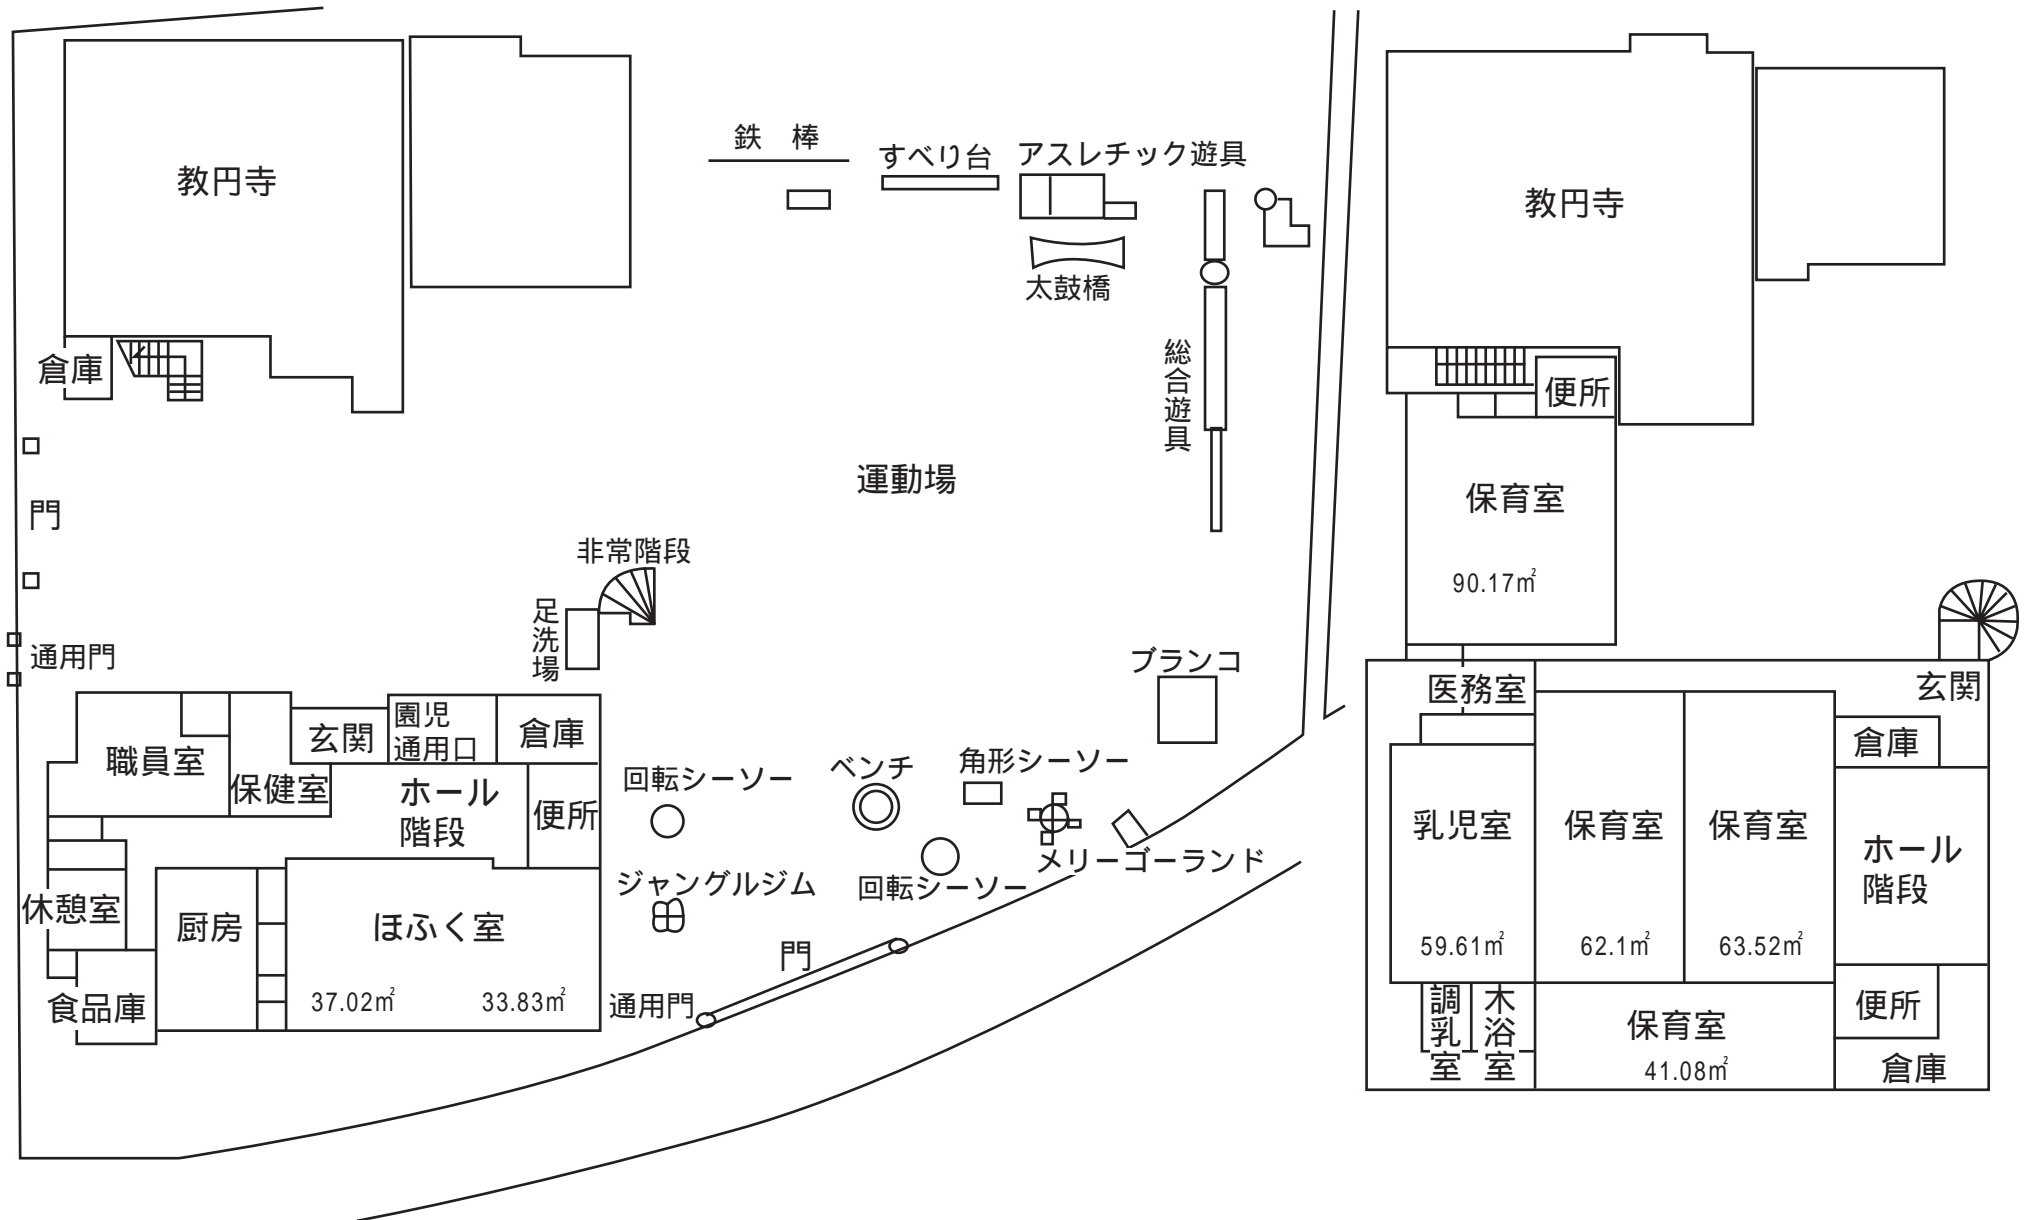 教円寺
倉庫
門
通用門
鉄 棒
すべり台
アスレチック遊具
太鼓橋
総合遊具
運動場
非常階段
足洗場
ブランコ
職員室
保健室
玄関
園児
通用口
倉庫
ホール
階段
便所
休憩室
厨房
ほふく室
37.02㎡
33.83㎡
食品庫
回転シーソー
ベンチ
角形シーソー
メリーゴーランド
ジャングルジム
回転シーソー
門
通用門
教円寺
便所
保育室
90.17㎡
医務室
玄関
倉庫
乳児室
59.61㎡
保育室
62.1㎡
保育室
63.52㎡
ホール
階段
調乳室
木浴室
保育室
41.08㎡
便所
倉庫